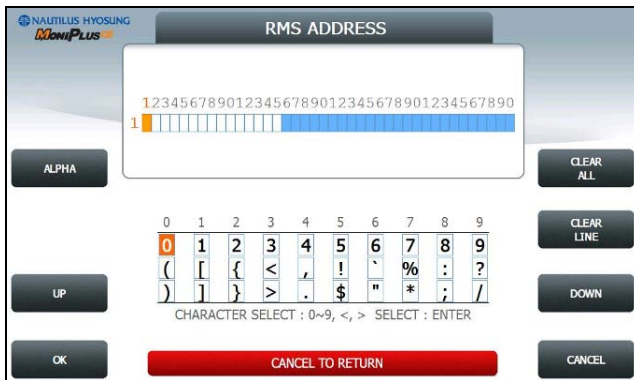 NAUTILUS HYOSUNG
MoniPlus CE
RMS ADDRESS
1234567890123456789012345678901234567890
1
ALPHA
CLEAR
ALL
0 1 2 3 4 5 6 7 8 9
0 1 2 3 4 5 6 7 8 9
( [ { < , ! ` % : ?
) ] } > . $ " * ; /
CLEAR
LINE
UP
DOWN
CHARACTER SELECT : 0~9, <, > SELECT : ENTER
OK
CANCEL TO RETURN
CANCEL